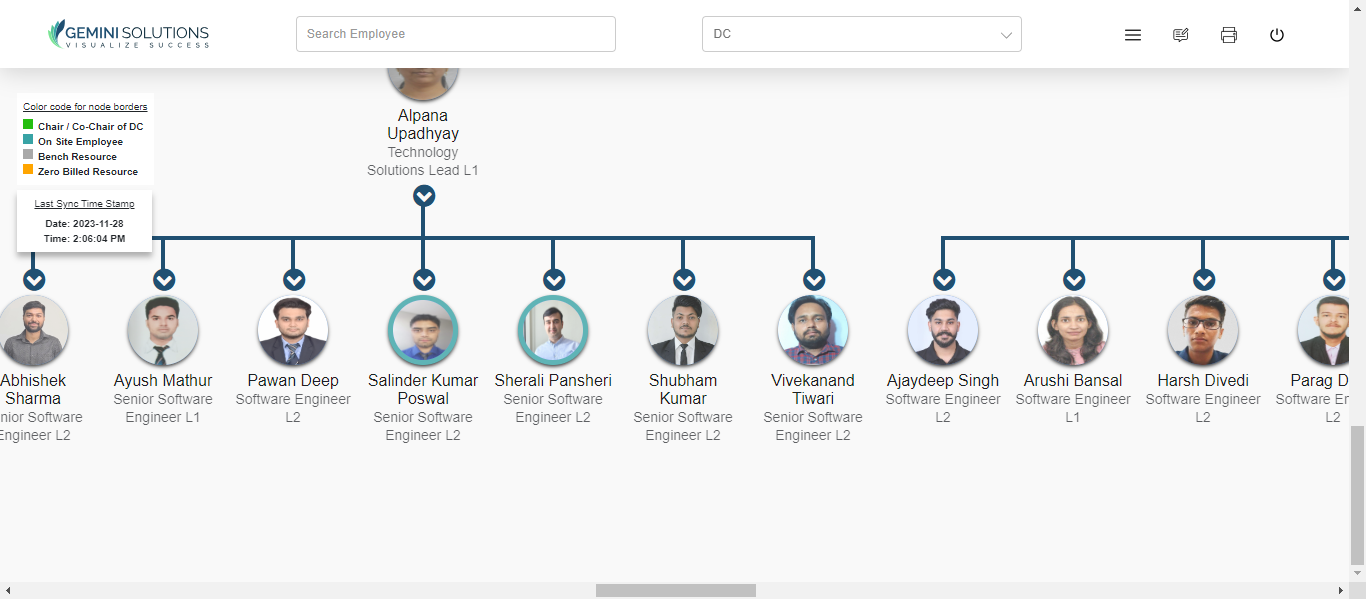 GEMINI SOLUTIONS
VISUALIZE SUCCESS
Search Employee
DC
Color code for node borders
Chair / Co-Chair of DC
On Site Employee
Bench Resource
Zero Billed Resource
Last Sync Time Stamp
Date: 2023-11-28
Time: 2:06:04 PM
Alpana
Upadhyay
Technology
Solutions Lead L1
Abhishek
Sharma
nior Software
Engineer L2
Ayush Mathur
Senior Software
Engineer L1
Pawan Deep
Software Engineer
L2
Salinder Kumar
Poswal
Senior Software
Engineer L2
Sherali Pansheri
Senior Software
Engineer L2
Shubham
Kumar
Senior Software
Engineer L2
Vivekanand
Tiwari
Senior Software
Engineer L2
Ajaydeep Singh
Software Engineer
L2
Arushi Bansal
Software Engineer
L1
Harsh Divedi
Software Engineer
L2
Parag D
Software En
L2